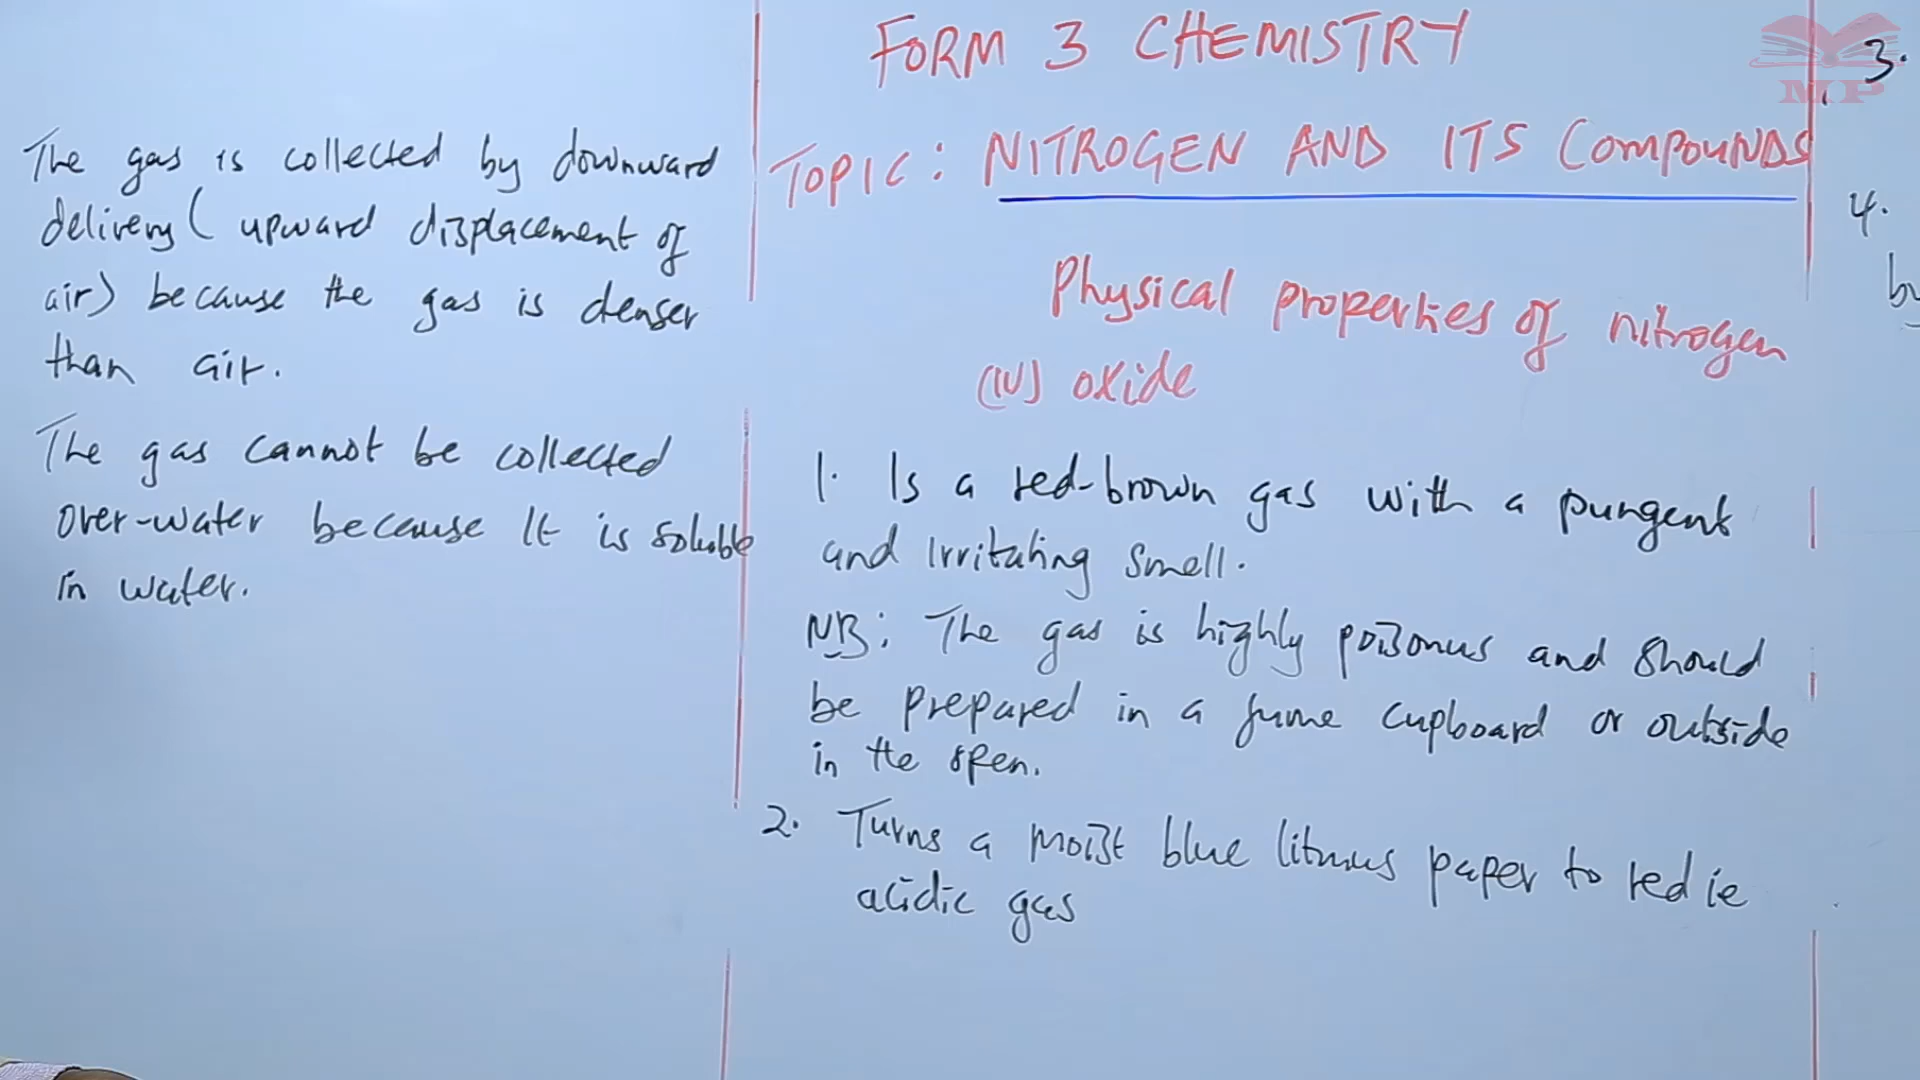 The gas is collected by downward
delivery ( upward displacement of
air) because the gas is denser
than air.
The gas cannot be collected
over-water because it is soluble
in water.
FORM 3 CHEMISTRY
TOPIC: NITROGEN AND ITS COMPOUNDS
Physical properties of nitrogen
(IV) oxide
1. Is a red-brown gas with a pungent
and irritating smell.
NB: The gas is highly poisonus and should
be prepared in a fume cupboard or outside
in the open.
2. Turns a moist blue litmus paper to red ie
acidic gas
3.
4.
by
MP